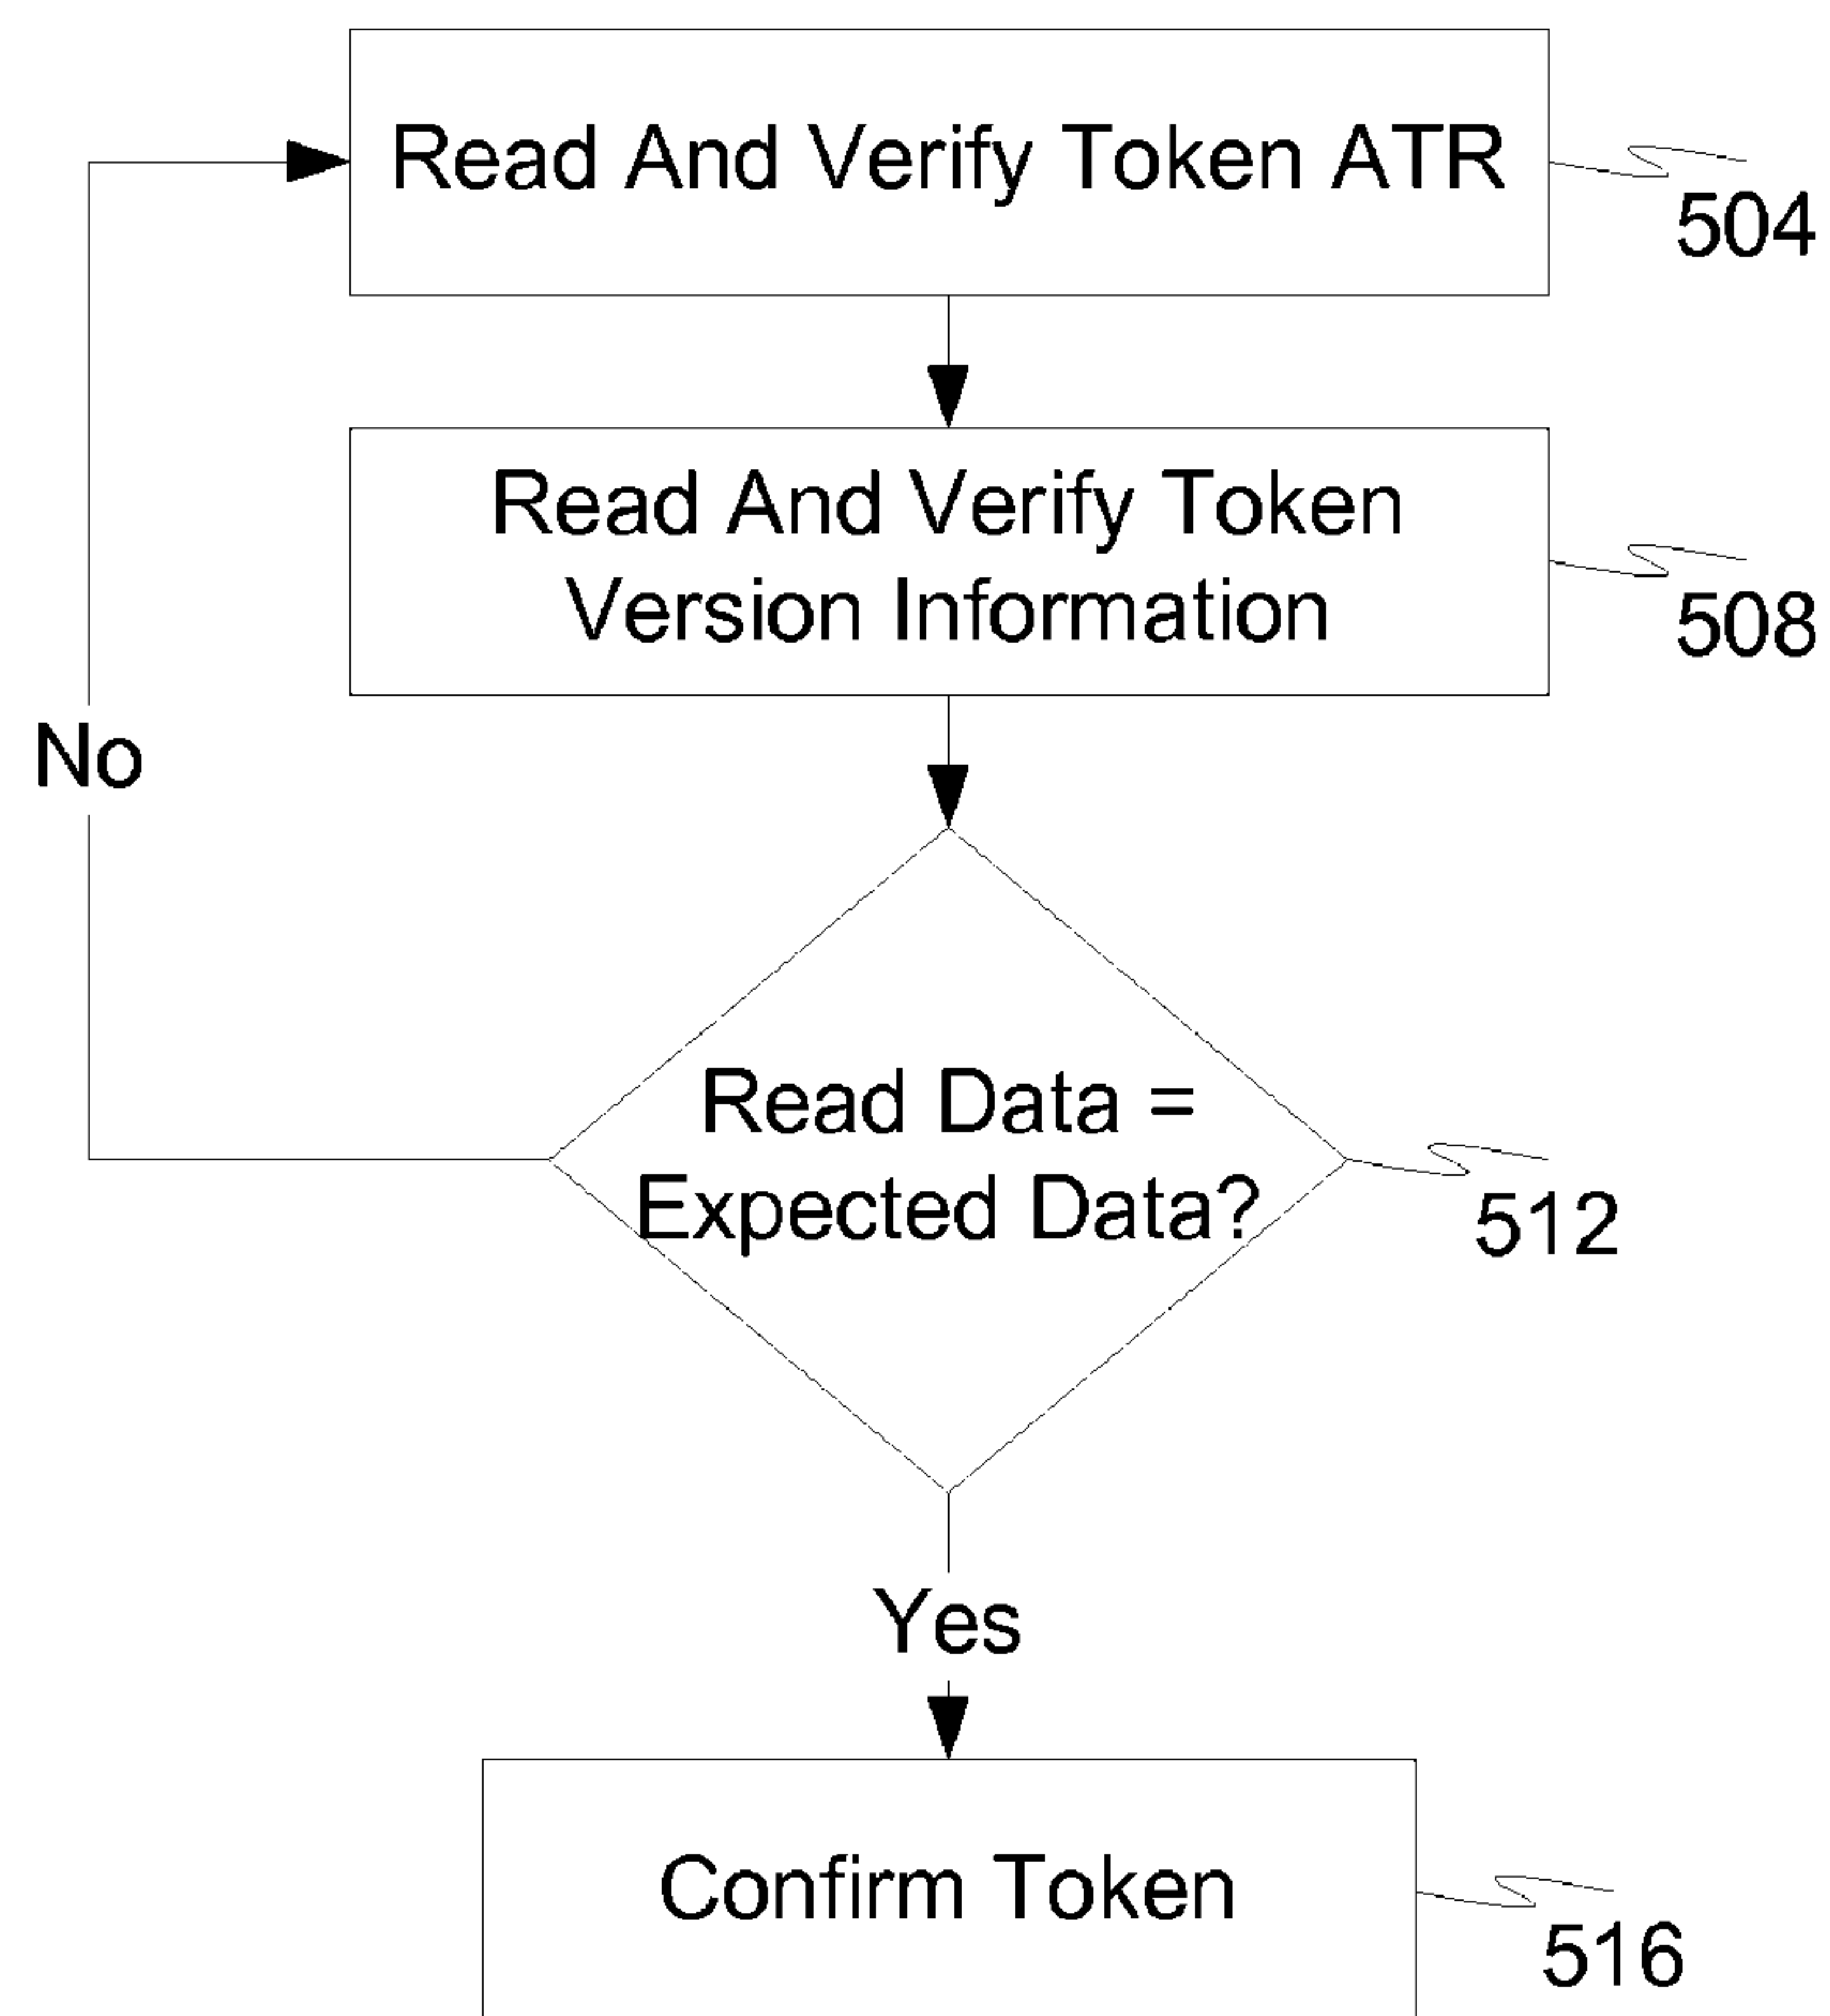 Read And Verify Token ATR
504
Read And Verify Token
Version Information
508
No
Read Data =
Expected Data?
512
Yes
Confirm Token
516